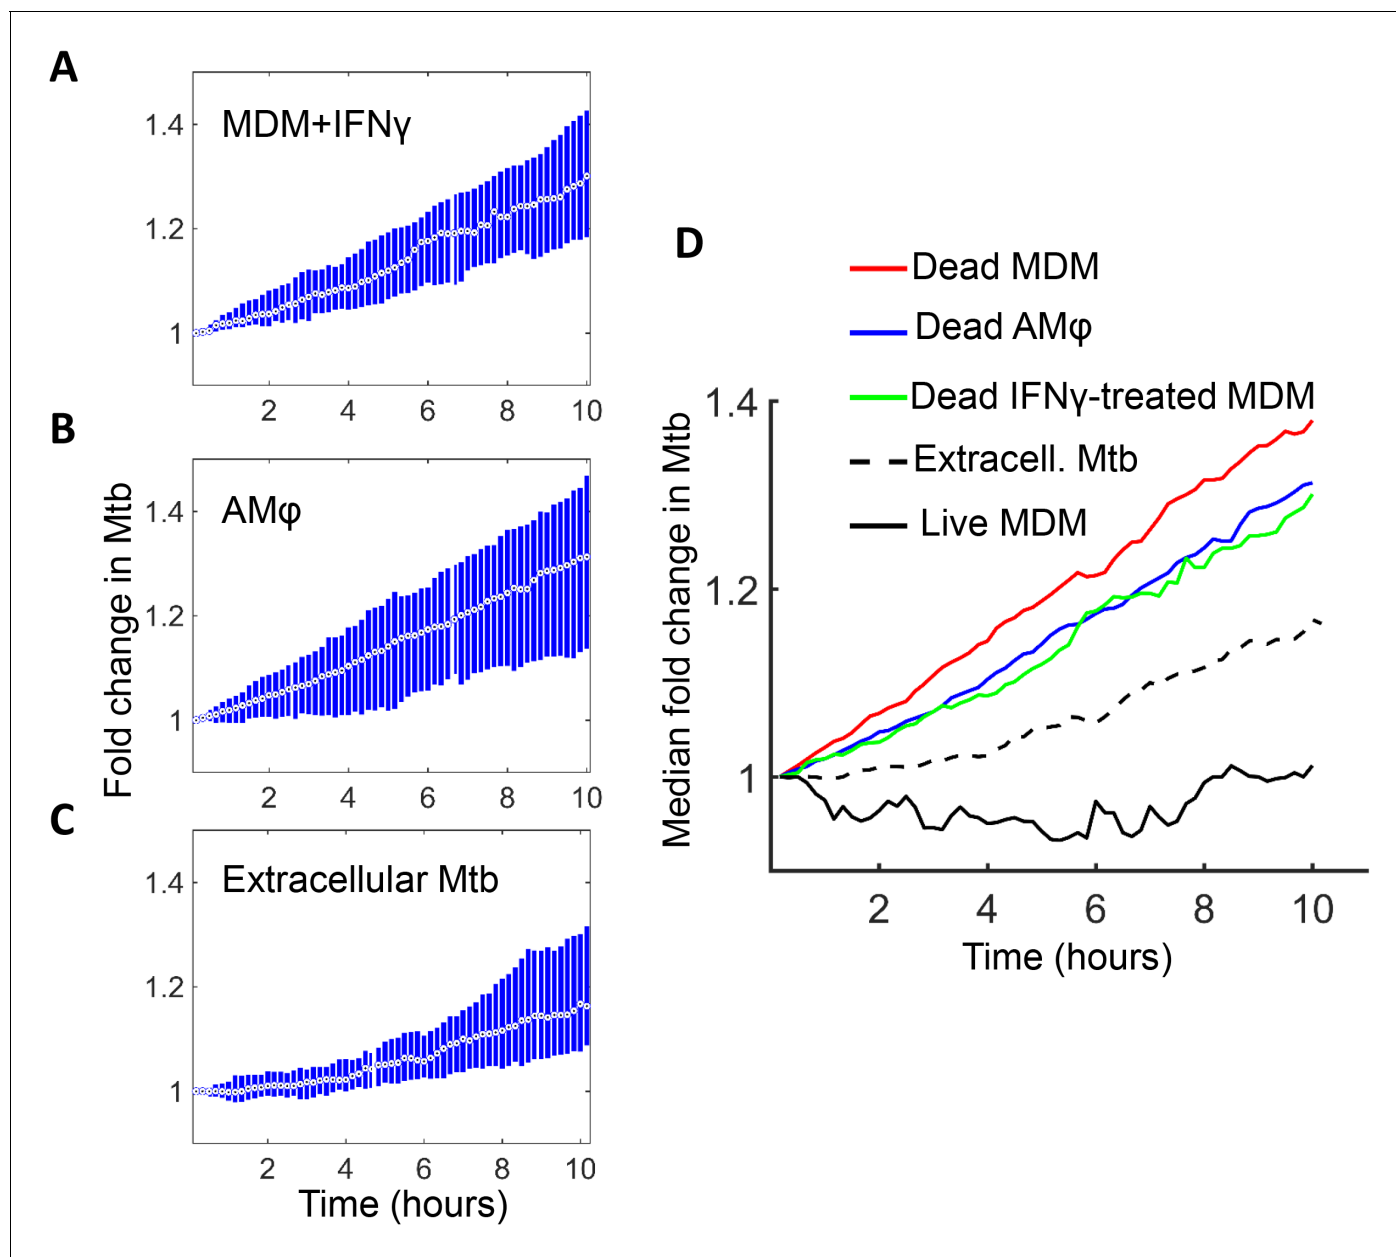 A
MDM+IFNγ
1.4
1.2
1
2 4 6 8 10
B
AMφ
1.4
1.2
1
2 4 6 8 10
Fold change in Mtb
C
Extracellular Mtb
1.4
1.2
1
2 4 6 8 10
Time (hours)
D
Dead MDM
Dead AMφ
Dead IFNγ-treated MDM
Extracell. Mtb
Live MDM
1.4
1.2
1
Median fold change in Mtb
2 4 6 8 10
Time (hours)